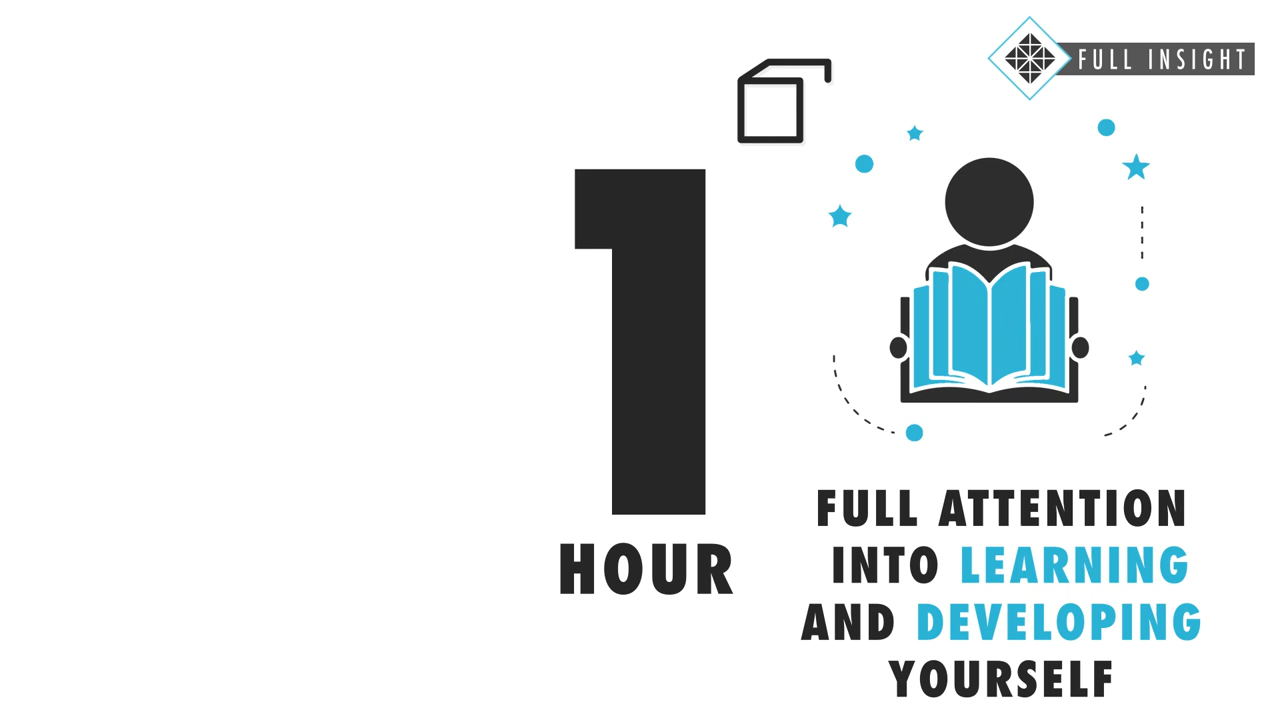 FULL INSIGHT
1
HOUR
FULL ATTENTION
INTO LEARNING
AND DEVELOPING
YOURSELF